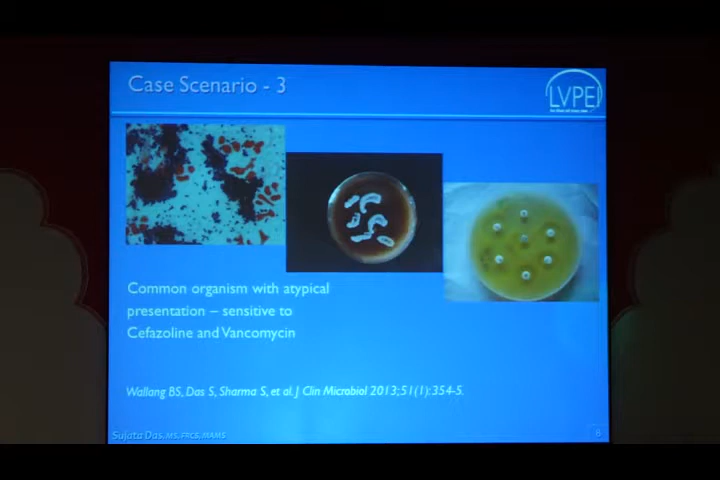 Case Scenario - 3
LVPEI
Common organism with atypical
presentation – sensitive to
Cefazoline and Vancomycin
Wallang BS, Das S, Sharma S, et al. J Clin Microbiol 2013;51(1):354-5.
Sujata Das, MS, FRCS, MAMS
8